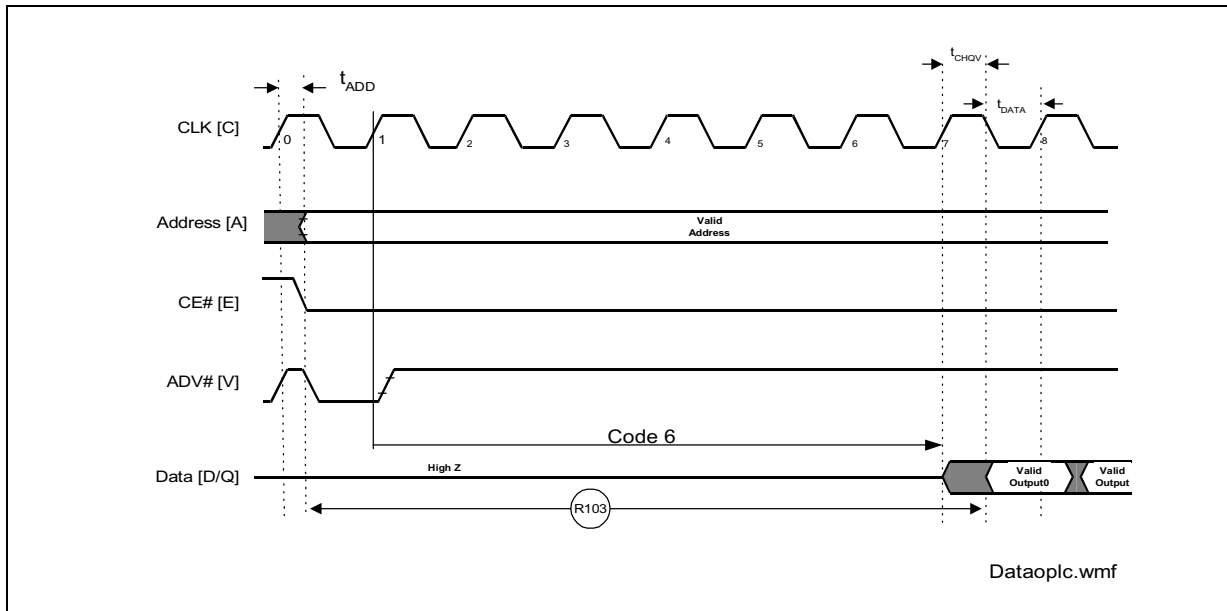 tCHQV
tADD
tDATA
CLK [C]
0 1 2 3 4 5 6 7 8
Address [A]
Valid
Address
CE# [E]
ADV# [V]
Code 6
Data [D/Q]
High Z
Valid
Output0
Valid
Output
R103
Dataoplc.wmf